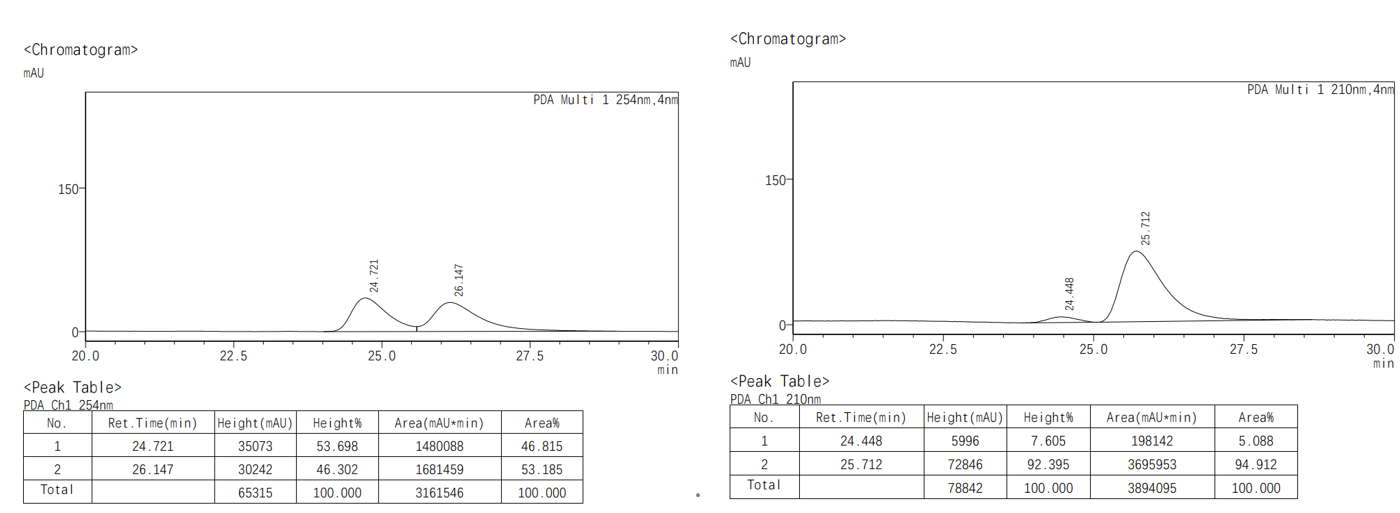 <Chromatogram>
mAU
PDA Multi 1 254nm,4nm
150
24.721
26.147
0
20.0 22.5 25.0 27.5 30.0
min
<Peak Table>
PDA Ch1 254nm
No. Ret.Time(min) Height(mAU) Height% Area(mAU*min) Area%
1 24.721 35073 53.698 1480088 46.815
2 26.147 30242 46.302 1681459 53.185
Total 65315 100.000 3161546 100.000
<Chromatogram>
mAU
PDA Multi 1 210nm,4nm
150
24.448
25.712
0
20.0 22.5 25.0 27.5 30.0
min
<Peak Table>
PDA Ch1 210nm
No. Ret.Time(min) Height(mAU) Height% Area(mAU*min) Area%
1 24.448 5996 7.605 198142 5.088
2 25.712 72846 92.395 3695953 94.912
Total 78842 100.000 3894095 100.000